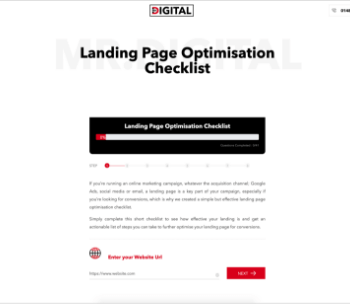 DIGITAL
MR.DIGITAL
Landing Page Optimisation
Checklist
Landing Page Optimisation Checklist
STEP
If you're running an online marketing campaign, whatever the acquisition channel; Google
Ads, social media or email, a landing page is a key part of your campaign, especially if
you're looking for conversions, which is why we created a simple but effective landing page
optimisation checklist.
Simply complete this short checklist to see how effective your landing is and get an
actionable list of steps you can take to further optimise your landing page for conversions.
Enter your Website Url
https://www.website.com
NEXT